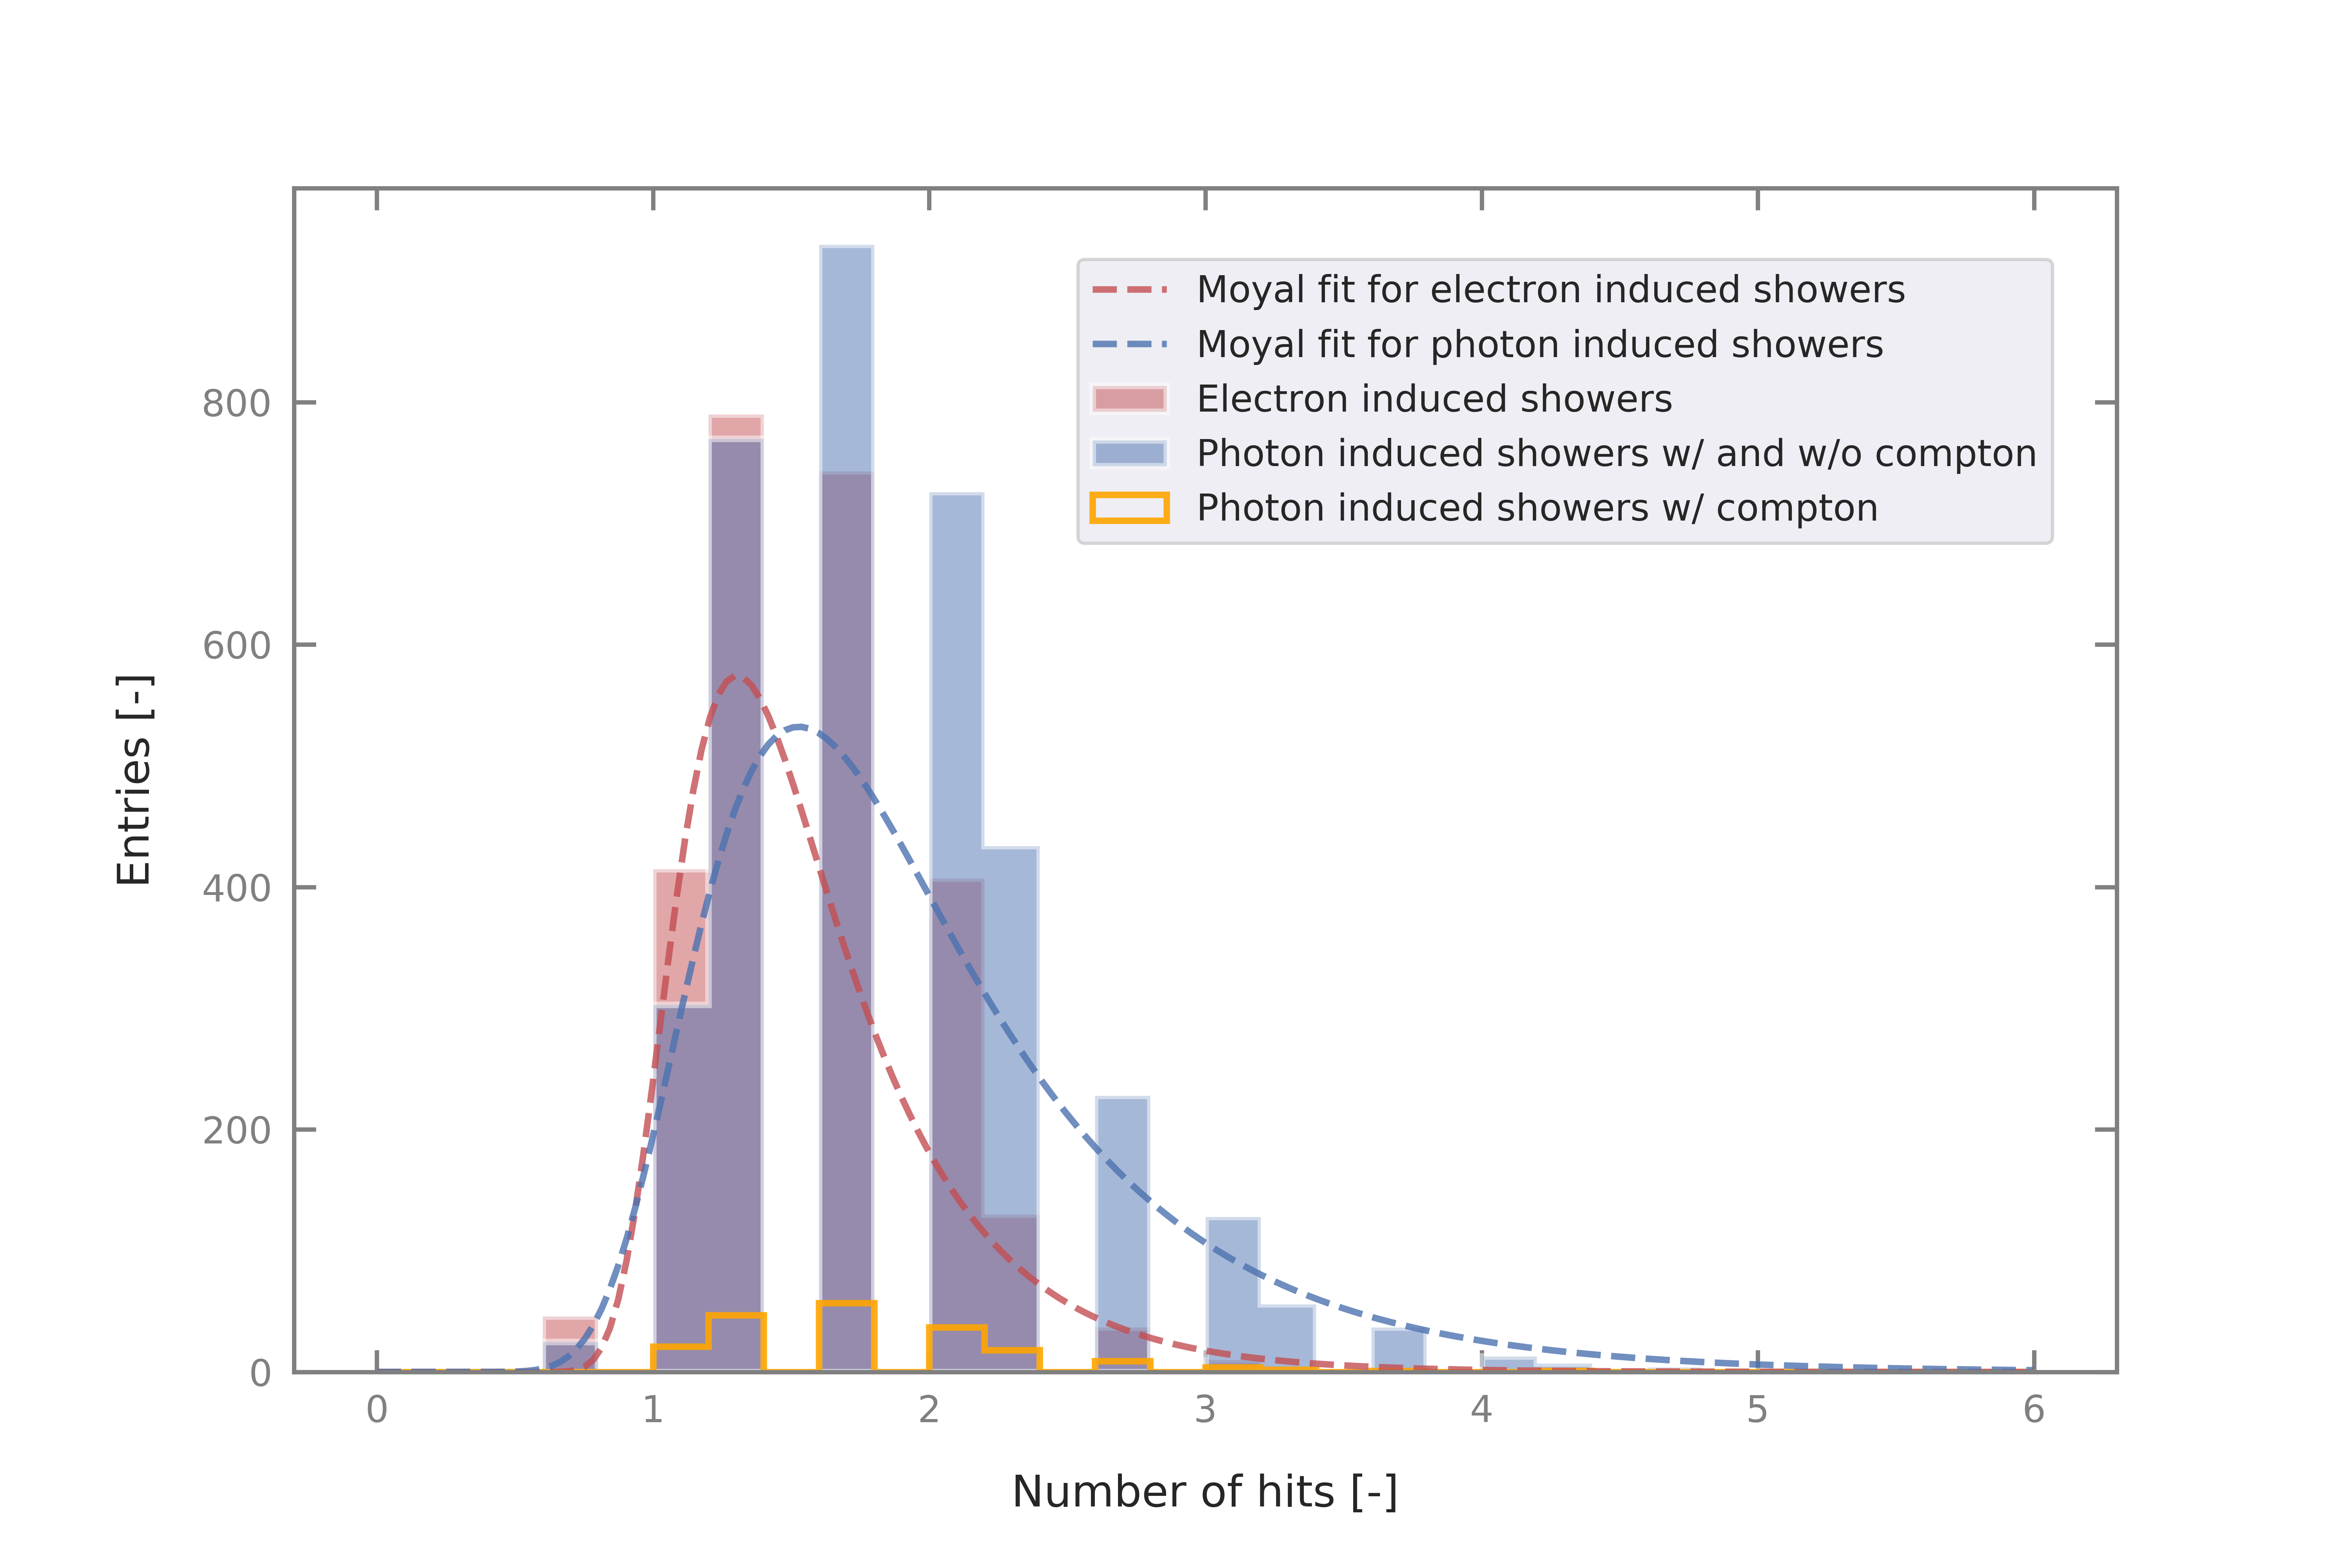 Moyal fit for electron induced showers
Moyal fit for photon induced showers
Electron induced showers
Photon induced showers w/ and w/o compton
Photon induced showers w/ compton
800
600
400
200
0
Entries [-]
0 1 2 3 4 5 6
Number of hits [-]